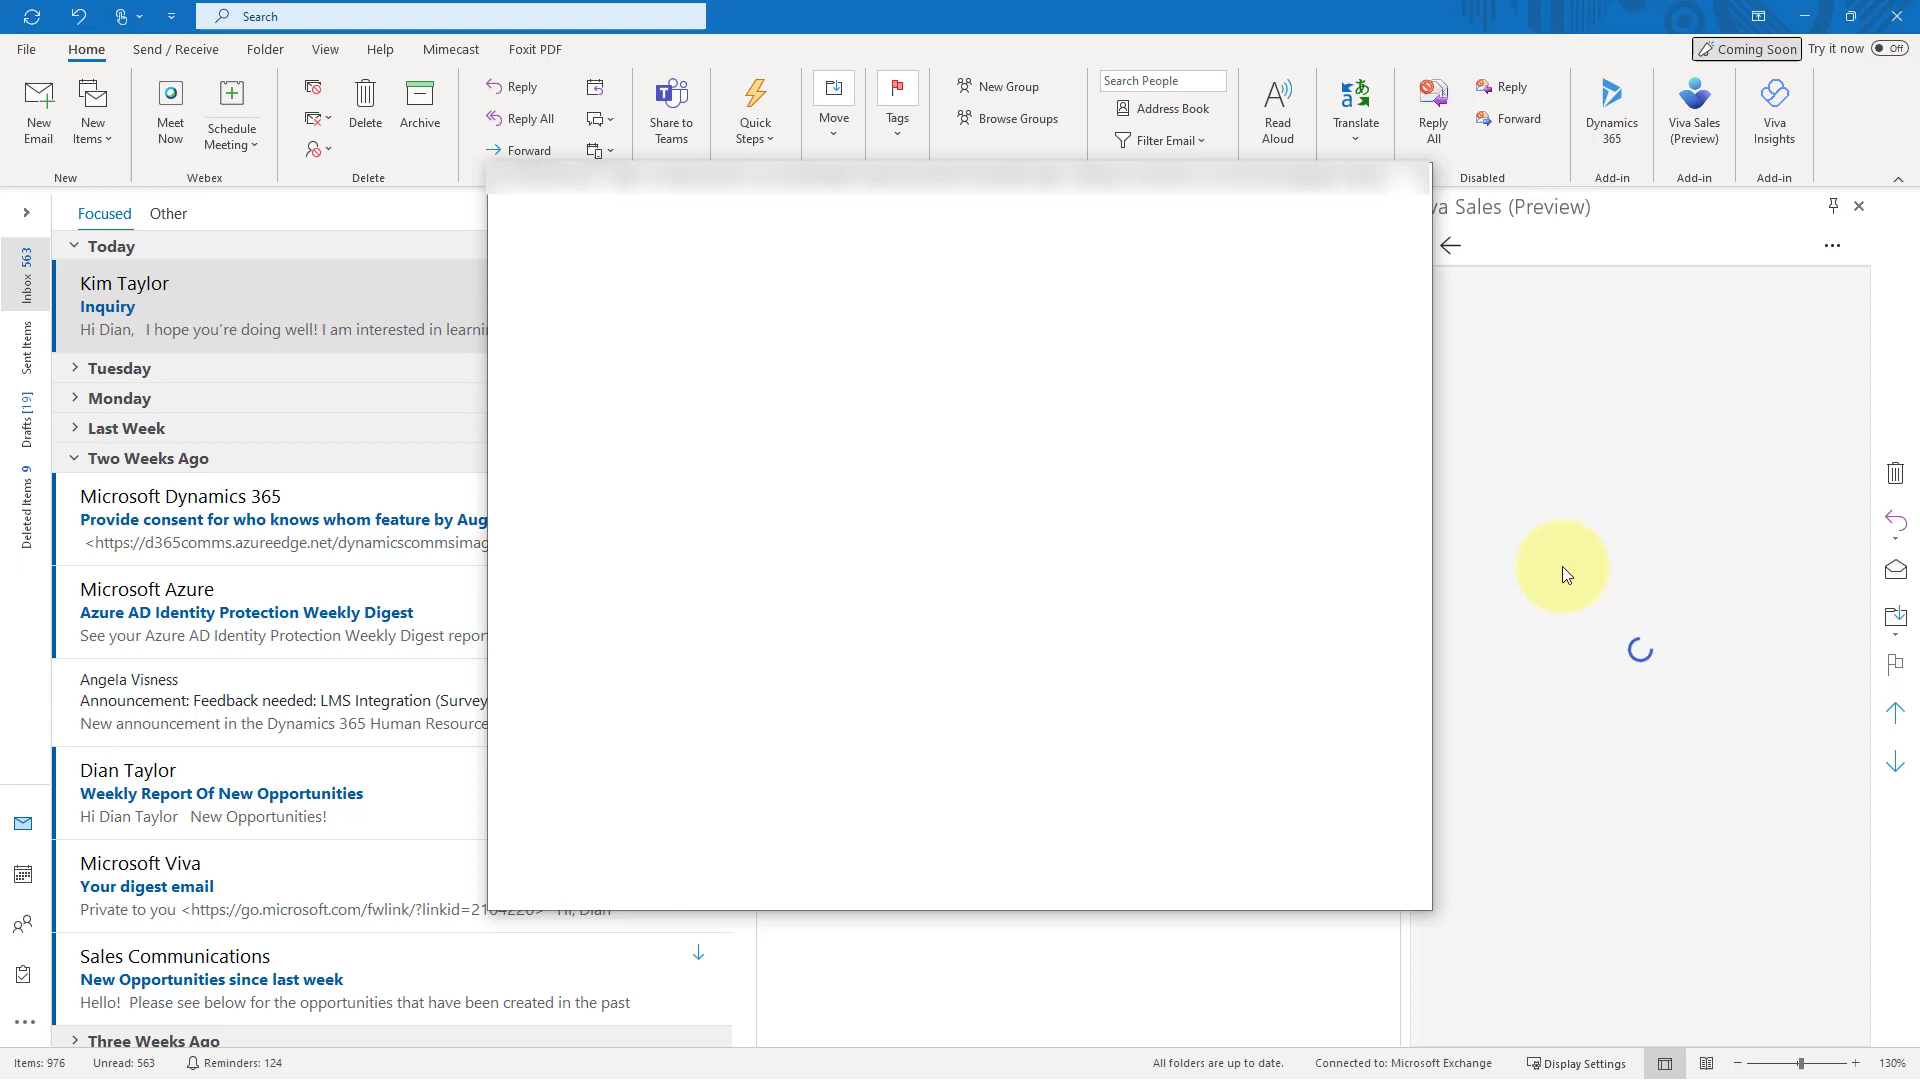 Search
File Home Send / Receive Folder View Help Mimecast Foxit PDF
Coming Soon Try it now Off
New Email
New Items
New
Meet Now
Schedule Meeting
Webex
Delete
Archive
Delete
Reply
Reply All
Forward
Share to Teams
Quick Steps
Move
Tags
New Group
Browse Groups
Search People
Address Book
Filter Email
Read Aloud
Translate
Reply All
Reply
Forward
Disabled
Dynamics 365
Add-in
Viva Sales (Preview)
Add-in
Viva Insights
Add-in
Inbox 563
Sent Items
Drafts [19]
Deleted Items 9
Focused Other
Today
Kim Taylor
Inquiry
Hi Dian, I hope you're doing well! I am interested in learni
Tuesday
Monday
Last Week
Two Weeks Ago
Microsoft Dynamics 365
Provide consent for who knows whom feature by Aug
<https://d365comms.azureedge.net/dynamicscommsimag
Microsoft Azure
Azure AD Identity Protection Weekly Digest
See your Azure AD Identity Protection Weekly Digest repor
Angela Visness
Announcement: Feedback needed: LMS Integration (Survey
New announcement in the Dynamics 365 Human Resource
Dian Taylor
Weekly Report Of New Opportunities
Hi Dian Taylor New Opportunities!
Microsoft Viva
Your digest email
Private to you <https://go.microsoft.com/fwlink/?linkid=2104226> Hi, Dian
Sales Communications
New Opportunities since last week
Hello! Please see below for the opportunities that have been created in the past
Three Weeks Ago
va Sales (Preview)
Items: 976 Unread: 563 Reminders: 124 All folders are up to date. Connected to: Microsoft Exchange Display Settings 130%